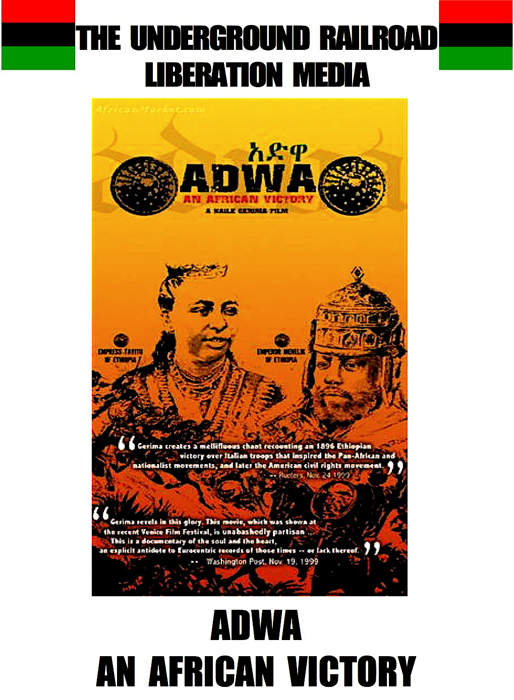 THE UNDERGROUND RAILROAD
LIBERATION MEDIA
AfricanMarket.com
አድዋ
ADWA
AN AFRICAN VICTORY
A HAILE GERIMA FILM
EMPRESS TAYITU
OF ETHIOPIA
EMPEROR MENELIK
OF ETHIOPIA
“Gerima creates a mellifluous chant recounting an 1896 Ethiopian
victory over Italian troops that inspired the Pan-African and
nationalist movements, and later the American civil rights movement.”
-- Rueters, Nov. 24 1999
“Gerima revels in this glory. This movie, which was shown at
the recent Venice Film Festival, is unabashedly partisan ...
This is a documentary of the soul and the heart,
an explicit antidote to Eurocentric records of those times -- or lack thereof.”
-- Washington Post, Nov. 19, 1999
ADWA
AN AFRICAN VICTORY